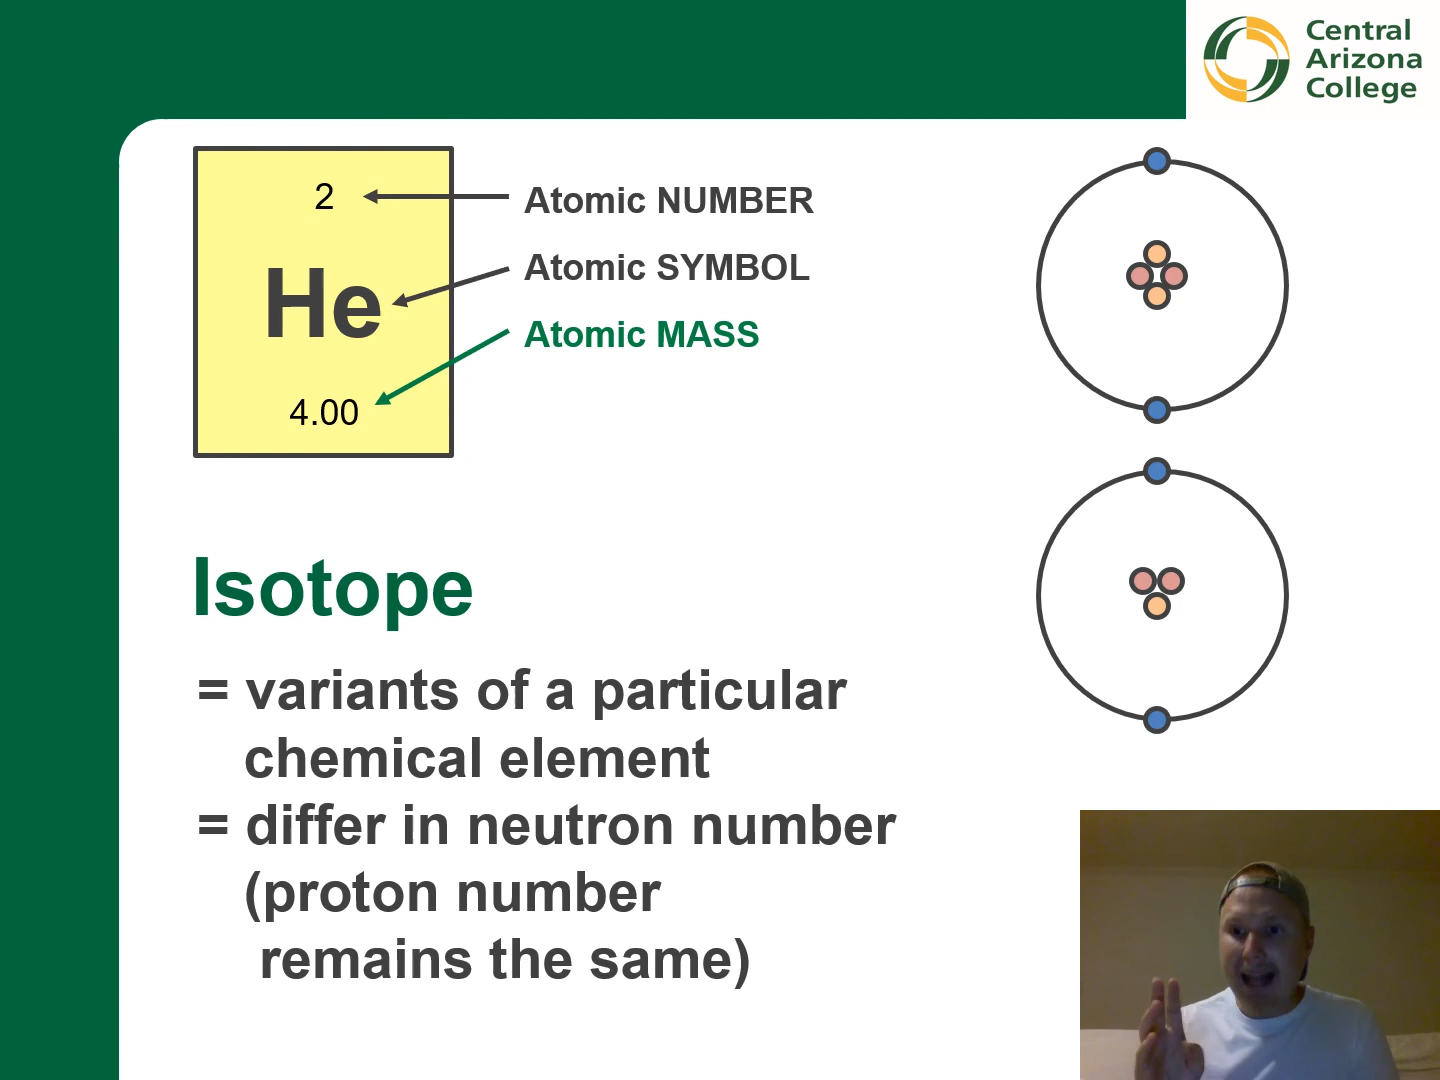 Central
Arizona
College
2
Atomic NUMBER
He
Atomic SYMBOL
Atomic MASS
4.00
Isotope
= variants of a particular
chemical element
= differ in neutron number
(proton number
remains the same)